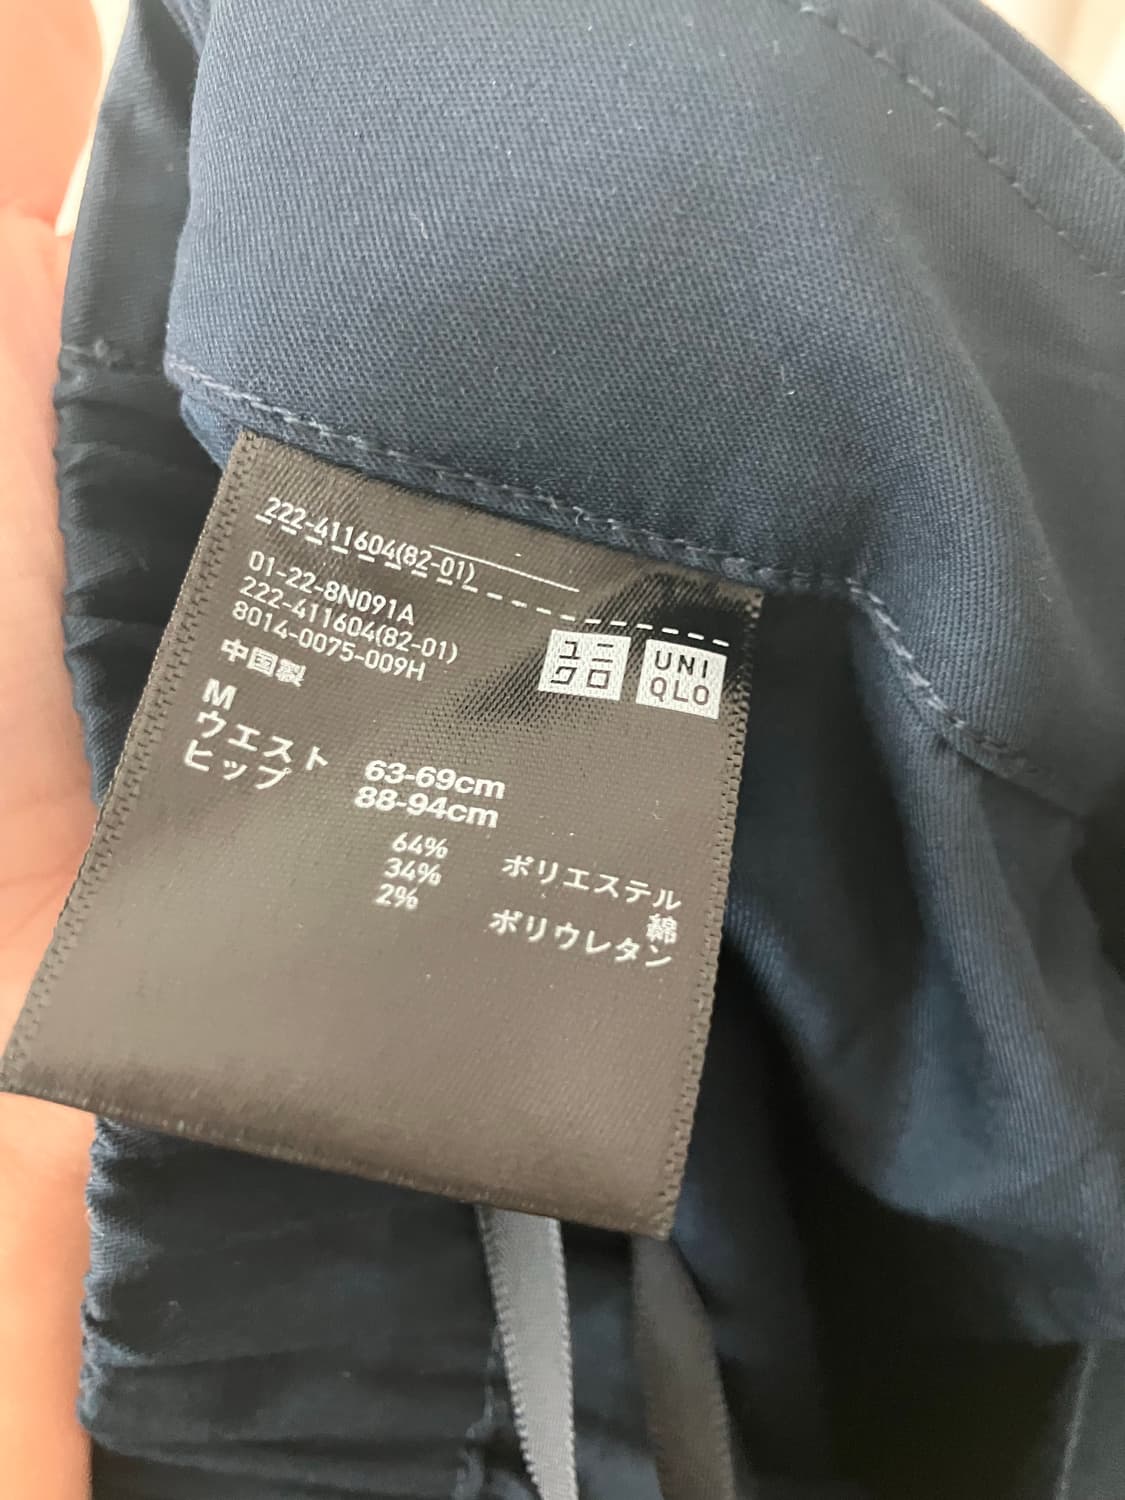 222-411604(82-01)
01-22-8N091A
222-411604(82-01)
8014-0075-009H
中国製
ユニ
クロ
UNI
QLO
M
ウエスト 63-69cm
ヒップ 88-94cm
64% ポリエステル
34% 綿
2% ポリウレタン